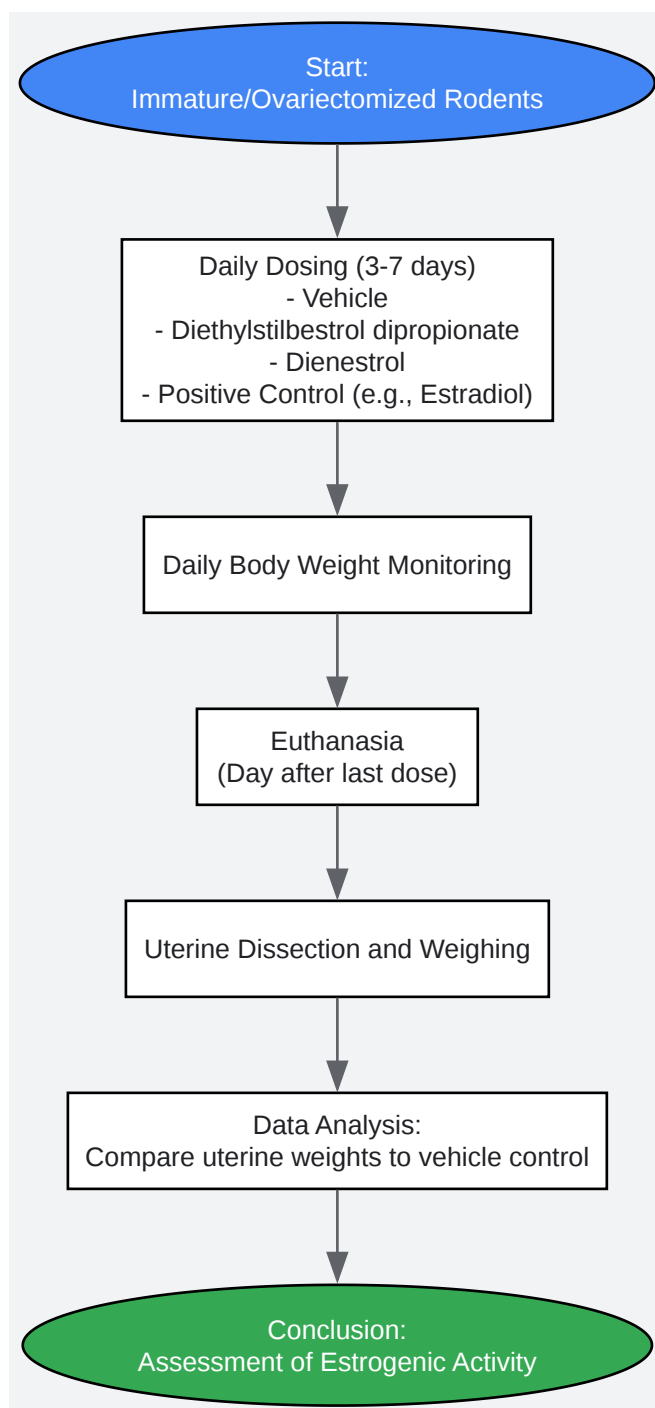 Start:
Immature/Ovariectomized Rodents
Daily Dosing (3-7 days)
- Vehicle
- Diethylstilbestrol dipropionate
- Dienestrol
- Positive Control (e.g., Estradiol)
Daily Body Weight Monitoring
Euthanasia
(Day after last dose)
Uterine Dissection and Weighing
Data Analysis:
Compare uterine weights to vehicle control
Conclusion:
Assessment of Estrogenic Activity